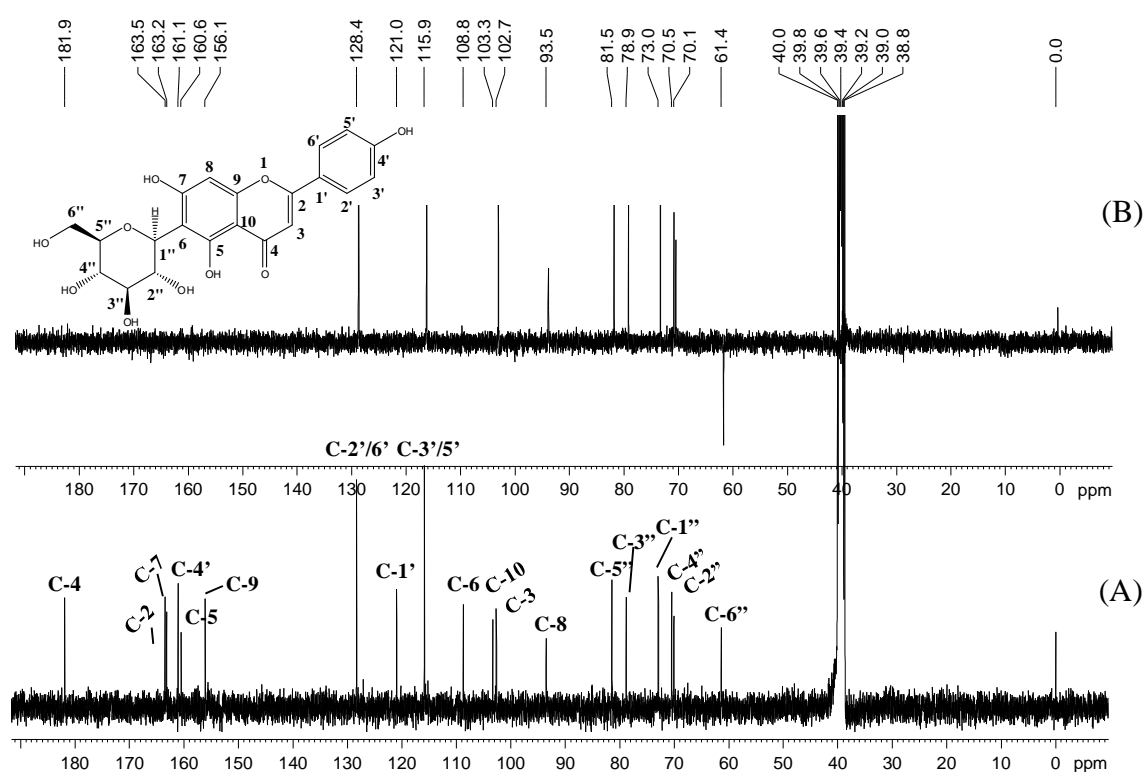 181.9 163.5 163.2 161.1 160.6 156.1 128.4 121.0 115.9 108.8 103.3 102.7 93.5 81.5 78.9 73.0 70.5 70.1 61.4 40.0 39.8 39.6 39.4 39.2 39.0 38.8 0.0
5'
OH
6'
4'
8 1
7 9
HO O
1' 3'
2 2'
6''
H
5'' O
10 3
HO 1'' 6 5 4
4''
OH O
HO 2'' OH
3''
OH
(B)
C-2’/6’ C-3’/5’
180 170 160 150 140 130 120 110 100 90 80 70 60 50 40 30 20 10 0 ppm
C-4 C-2 C-7 C-4’ C-5 C-9 C-1’ C-6 C-10 C-3 C-8 C-5” C-3” C-1” C-4” C-2” C-6”
(A)
180 170 160 150 140 130 120 110 100 90 80 70 60 50 40 30 20 10 0 ppm